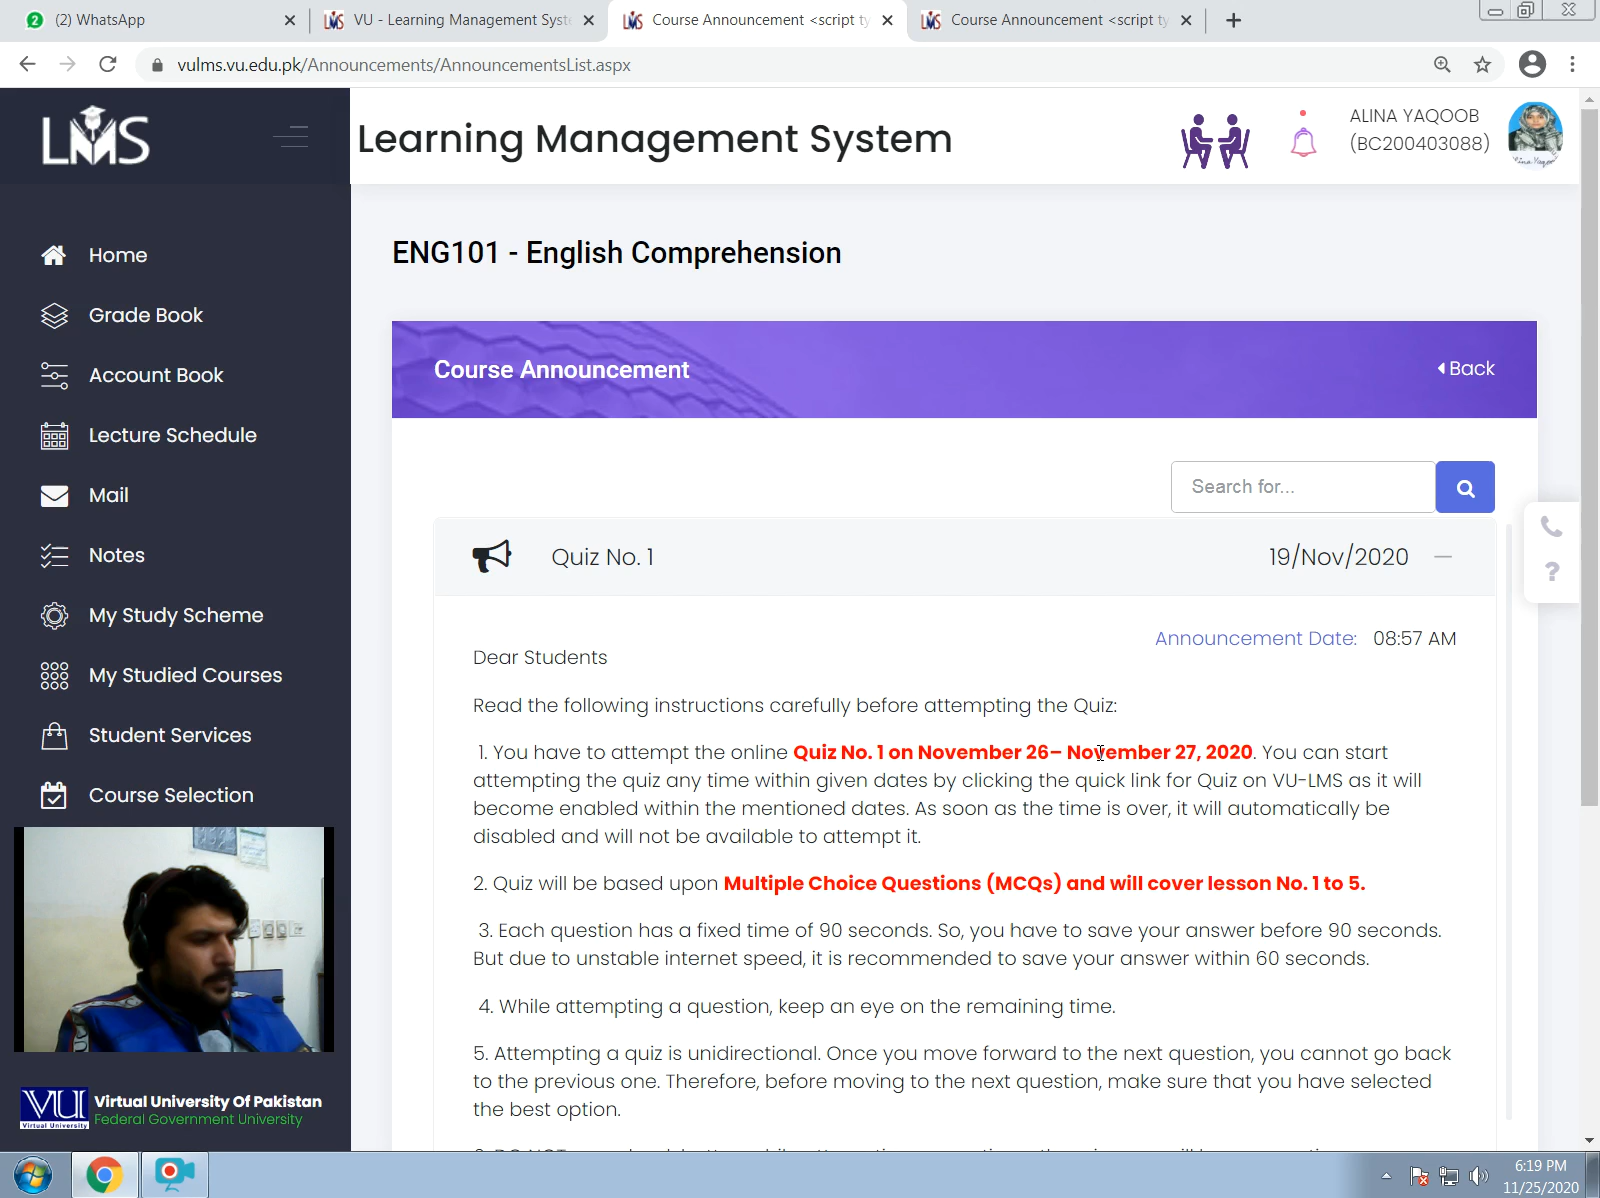 (2) WhatsApp
VU - Learning Management Syst
Course Announcement <script ty
Course Announcement <script ty
vulms.vu.edu.pk/Announcements/AnnouncementsList.aspx
LMS
Learning Management System
ALINA YAQOOB
(BC200403088)
Home
Grade Book
Account Book
Lecture Schedule
Mail
Notes
My Study Scheme
My Studied Courses
Student Services
Course Selection
VU
Virtual University
Virtual University Of Pakistan
Federal Government University
ENG101 - English Comprehension
Course Announcement
Back
Search for...
Quiz No. 1
19/Nov/2020
Announcement Date: 08:57 AM
Dear Students
Read the following instructions carefully before attempting the Quiz:
1. You have to attempt the online Quiz No. 1 on November 26– November 27, 2020. You can start
attempting the quiz any time within given dates by clicking the quick link for Quiz on VU-LMS as it will
become enabled within the mentioned dates. As soon as the time is over, it will automatically be
disabled and will not be available to attempt it.
2. Quiz will be based upon Multiple Choice Questions (MCQs) and will cover lesson No. 1 to 5.
3. Each question has a fixed time of 90 seconds. So, you have to save your answer before 90 seconds.
But due to unstable internet speed, it is recommended to save your answer within 60 seconds.
4. While attempting a question, keep an eye on the remaining time.
5. Attempting a quiz is unidirectional. Once you move forward to the next question, you cannot go back
to the previous one. Therefore, before moving to the next question, make sure that you have selected
the best option.
6:19 PM
11/25/2020